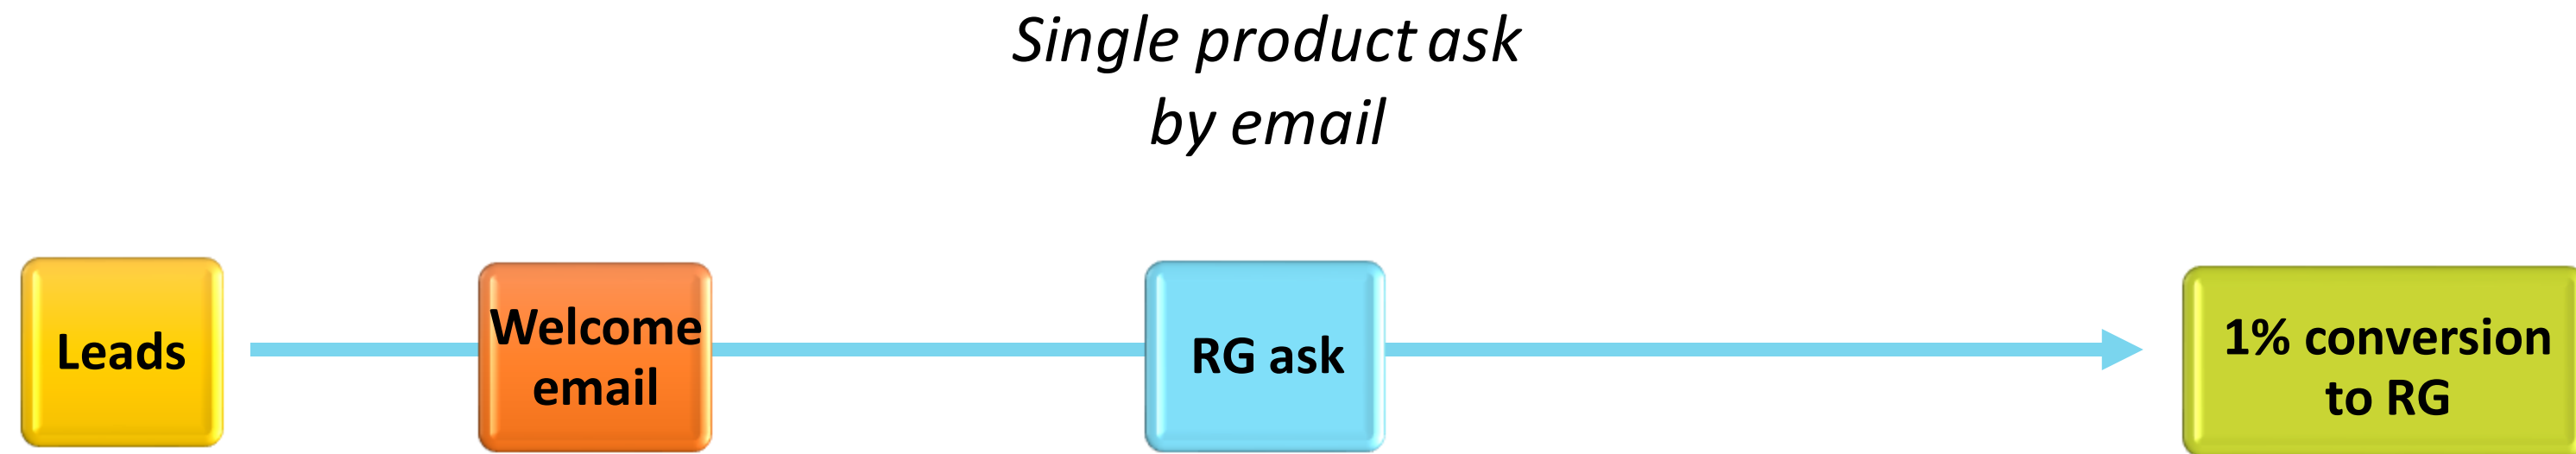 Single product ask
by email
Leads
Welcome
email
RG ask
1% conversion
to RG